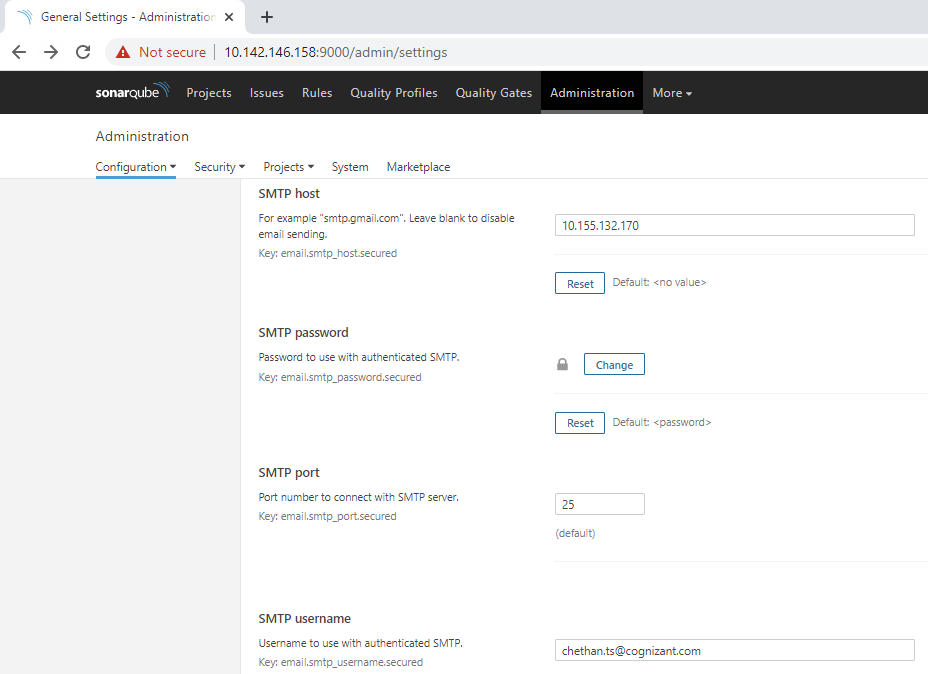 General Settings - Administration
Not secure 10.142.146.158:9000/admin/settings
sonarqube Projects Issues Rules Quality Profiles Quality Gates Administration More
Administration
Configuration Security Projects System Marketplace
SMTP host
For example "smtp.gmail.com". Leave blank to disable
email sending.
Key: email.smtp_host.secured
10.155.132.170
Reset Default: <no value>
SMTP password
Password to use with authenticated SMTP.
Key: email.smtp_password.secured
Change
Reset Default: <password>
SMTP port
Port number to connect with SMTP server.
Key: email.smtp_port.secured
25
(default)
SMTP username
Username to use with authenticated SMTP.
Key: email.smtp_username.secured
chethan.ts@cognizant.com